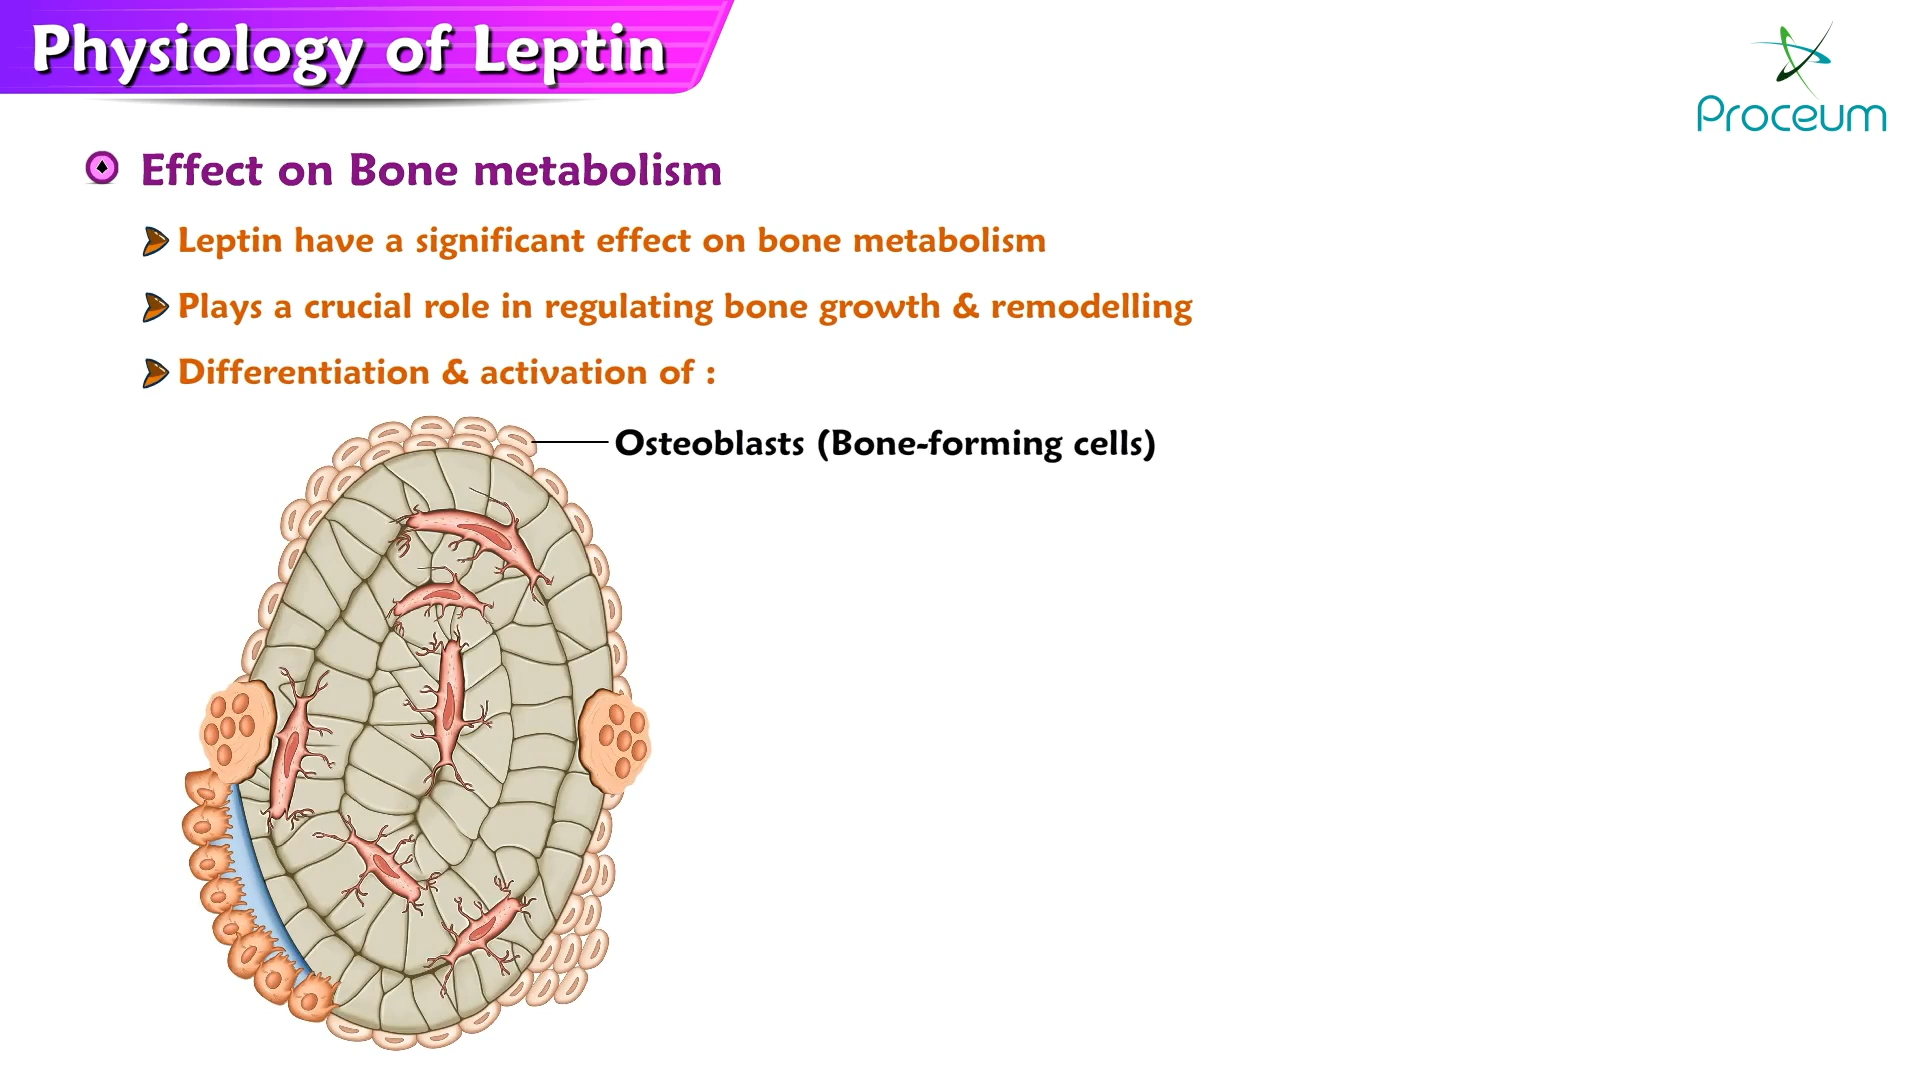 Physiology of Leptin
Proceum
Effect on Bone metabolism
Leptin have a significant effect on bone metabolism
Plays a crucial role in regulating bone growth & remodelling
Differentiation & activation of :
Osteoblasts (Bone-forming cells)